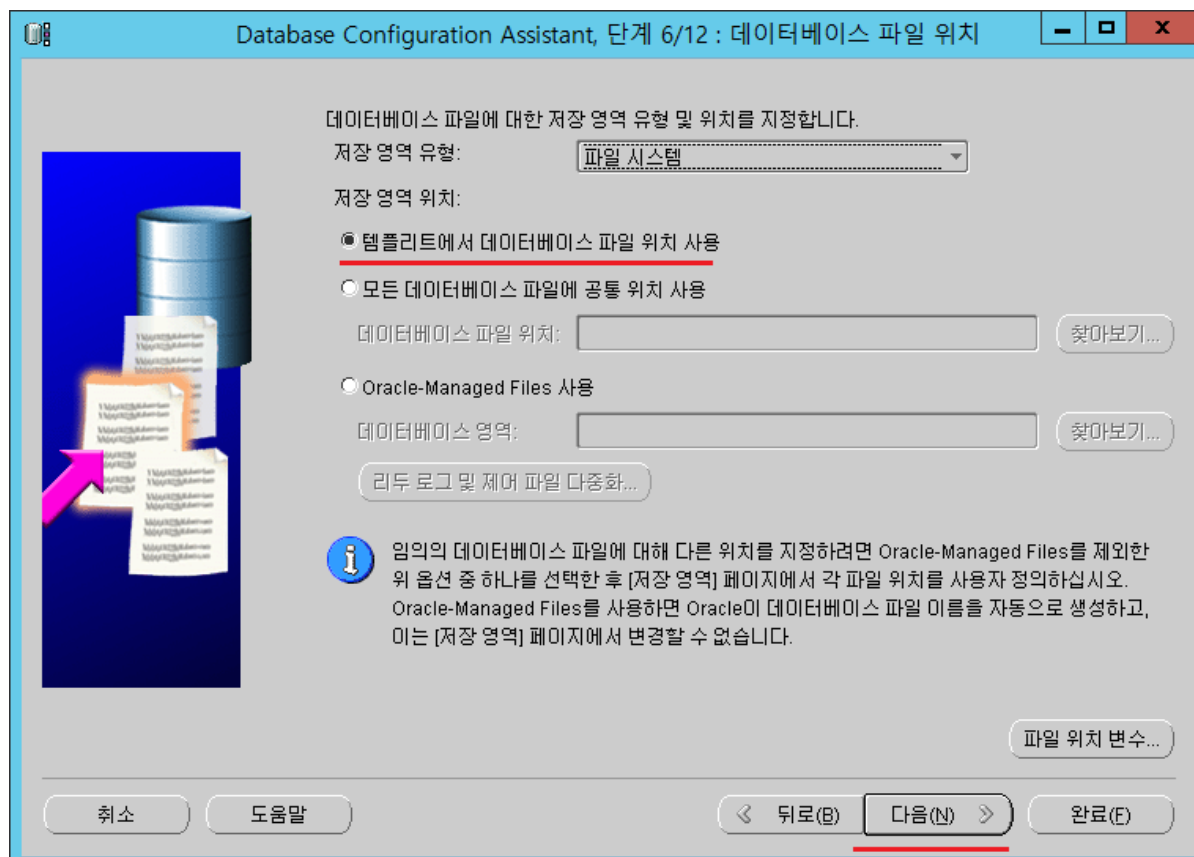 Database Configuration Assistant, 단계 6/12 : 데이터베이스 파일 위치
데이터베이스 파일에 대한 저장 영역 유형 및 위치를 지정합니다.
저장 영역 유형: 파일 시스템
저장 영역 위치:
템플리트에서 데이터베이스 파일 위치 사용
모든 데이터베이스 파일에 공통 위치 사용
데이터베이스 파일 위치: 찾아보기...
Oracle-Managed Files 사용
데이터베이스 영역: 찾아보기...
리두 로그 및 제어 파일 다중화...
임의의 데이터베이스 파일에 대해 다른 위치를 지정하려면 Oracle-Managed Files를 제외한
위 옵션 중 하나를 선택한 후 [저장 영역] 페이지에서 각 파일 위치를 사용자 정의하십시오.
Oracle-Managed Files를 사용하면 Oracle이 데이터베이스 파일 이름을 자동으로 생성하고,
이는 [저장 영역] 페이지에서 변경할 수 없습니다.
파일 위치 변수...
취소 도움말 뒤로(B) 다음(N) 완료(F)